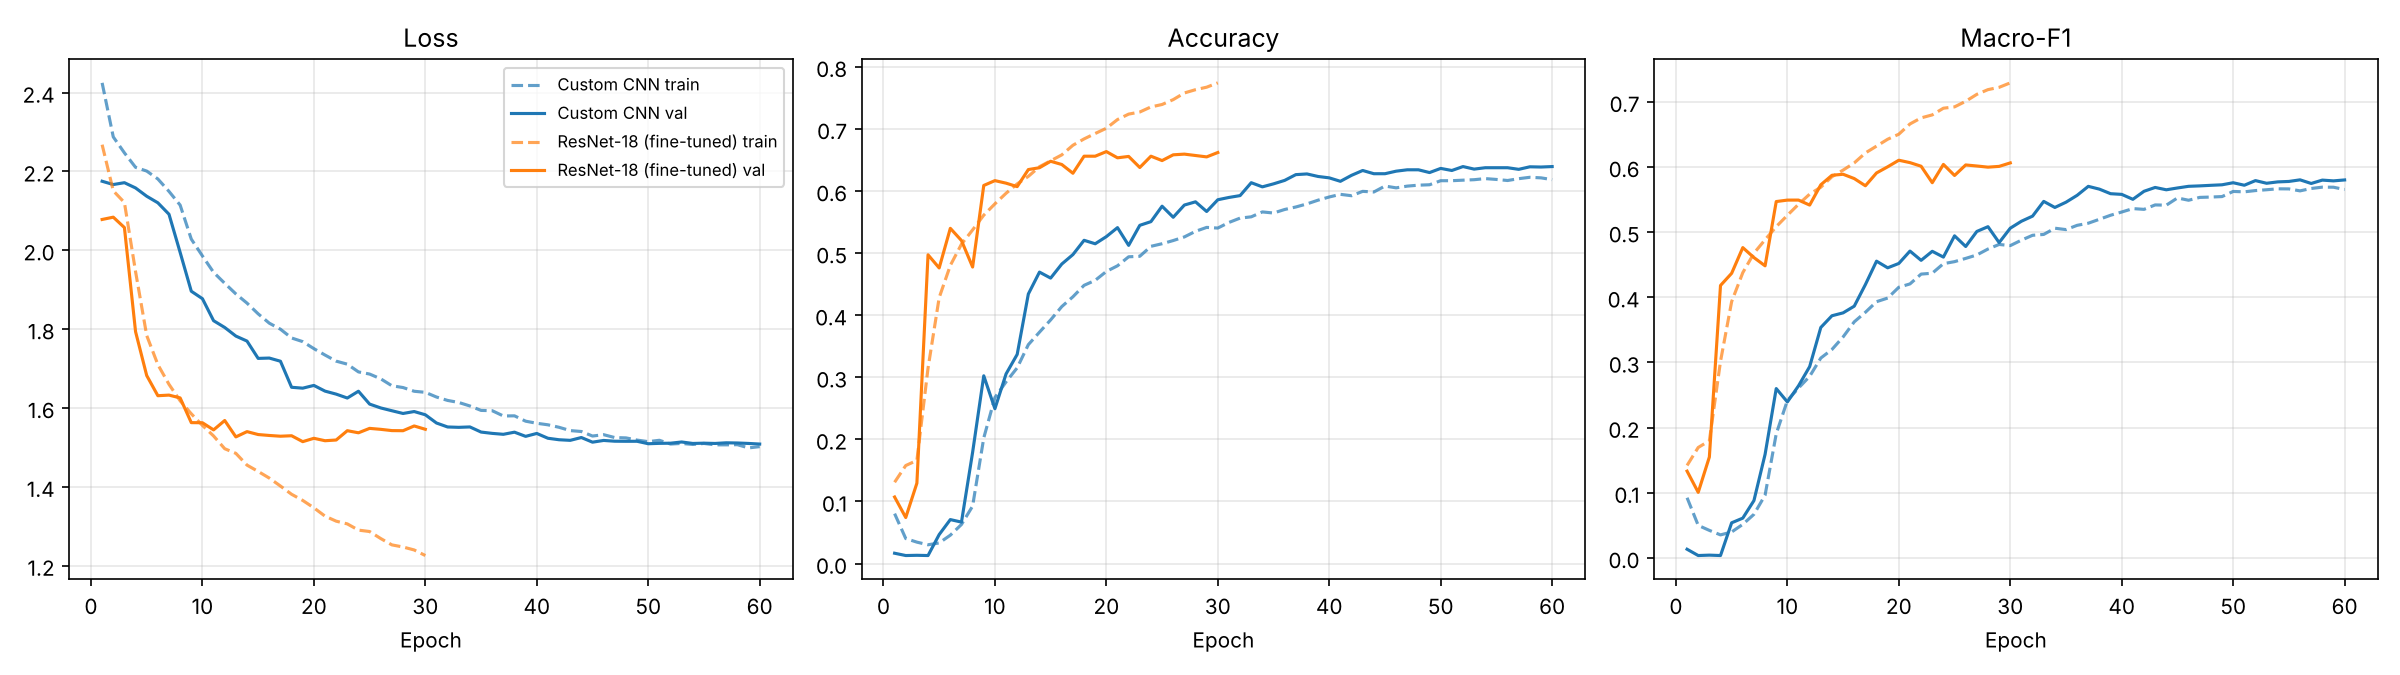 Loss
2.4
2.2
2.0
1.8
1.6
1.4
1.2
0 10 20 30 40 50 60
Epoch
Custom CNN train
Custom CNN val
ResNet-18 (fine-tuned) train
ResNet-18 (fine-tuned) val
Accuracy
0.8
0.7
0.6
0.5
0.4
0.3
0.2
0.1
0.0
0 10 20 30 40 50 60
Epoch
Macro-F1
0.7
0.6
0.5
0.4
0.3
0.2
0.1
0.0
0 10 20 30 40 50 60
Epoch